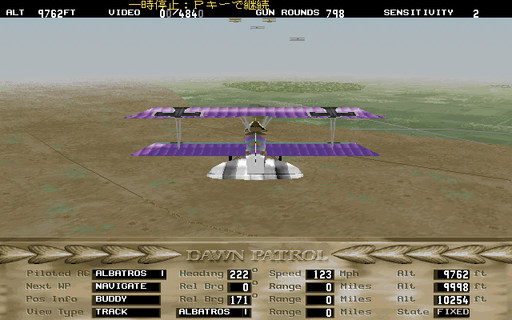 一時停止：Pキーで継続
ALT 9762FT VIDEO 0 /4840 GUN ROUNDS 798 SENSITIVITY 2
DAWN PATROL
Piloted AC ALBATROS I Heading 222° Speed 123 Mph Alt 9762 ft
Next WP NAVIGATE Rel Brg 0° Range 0 Miles Alt 9998 ft
Pos Info BUDDY Rel Brg 171° Range 0 Miles Alt 10254 ft
View Type TRACK ALBATROS I Range 0 Miles State FIXED